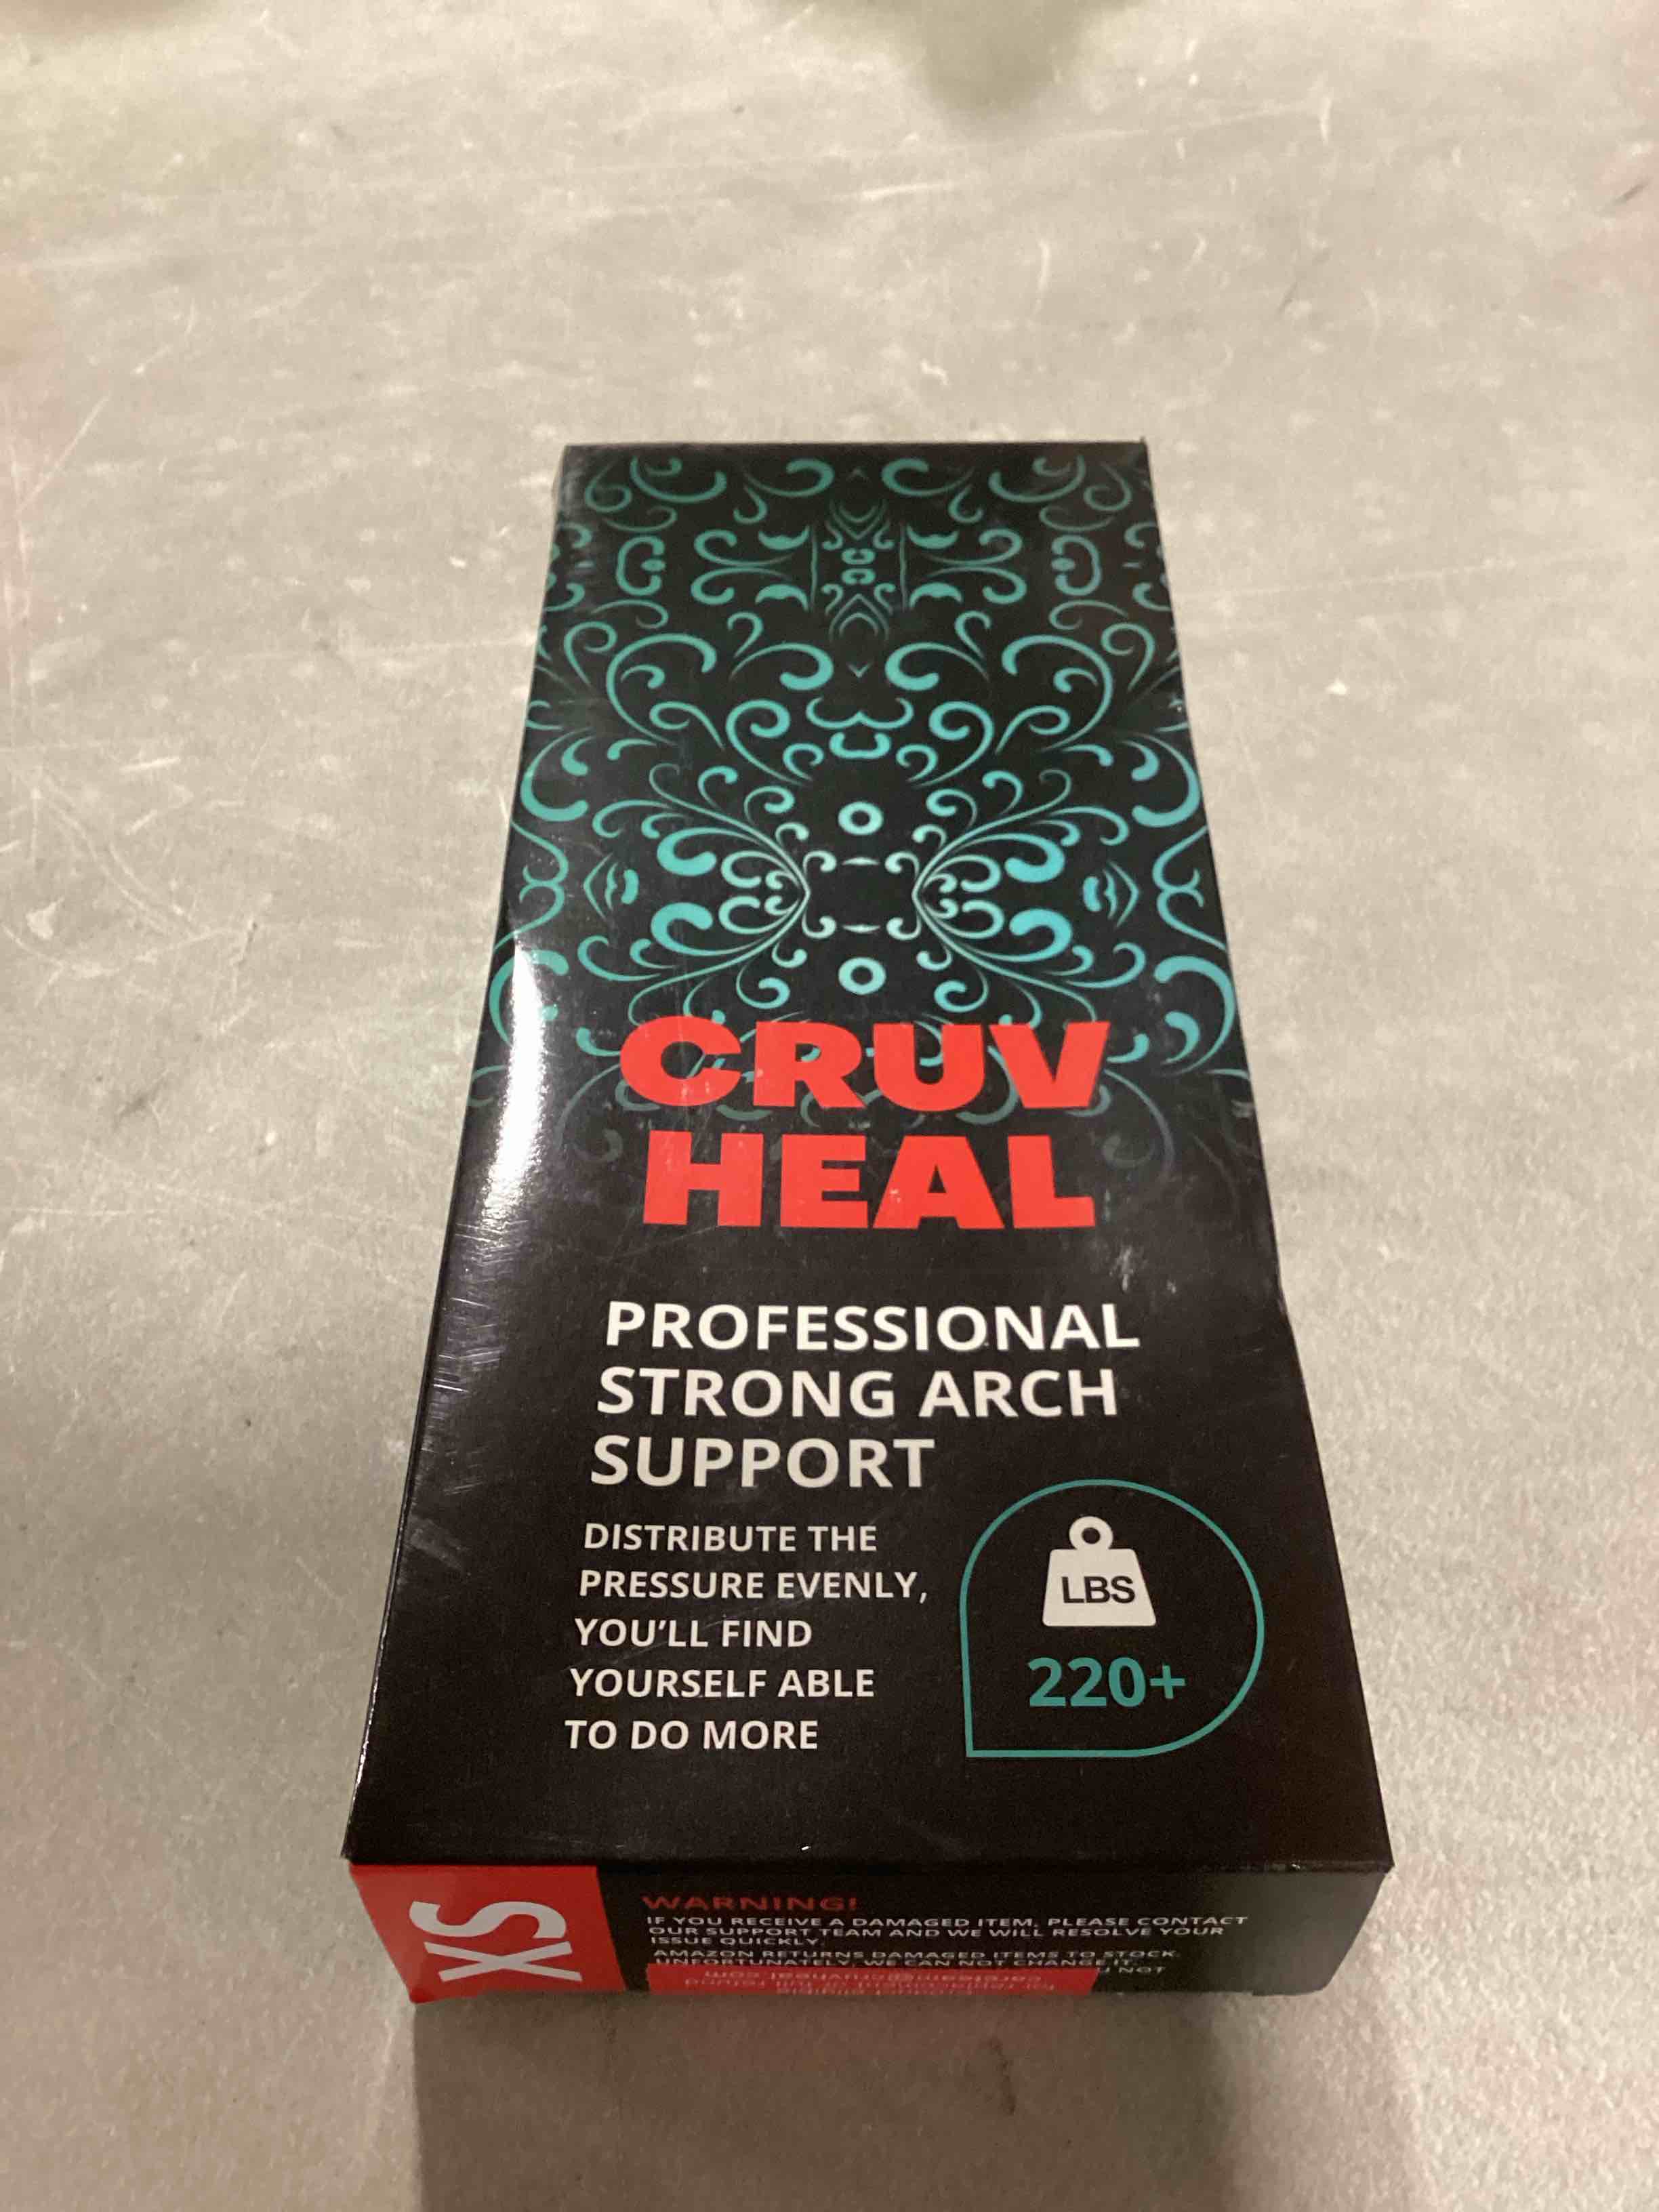 CRUV
HEAL
PROFESSIONAL
STRONG ARCH
SUPPORT
DISTRIBUTE THE
PRESSURE EVENLY,
YOU'LL FIND
YOURSELF ABLE
TO DO MORE
LBS
220+
XS
WARNING!
IF YOU RECEIVE A DAMAGED ITEM, PLEASE CONTACT
OUR SUPPORT TEAM AND WE WILL RESOLVE YOUR
ISSUE QUICKLY.
AMAZON RETURNS DAMAGED ITEMS TO STOCK.
UNFORTUNATELY, WE CAN NOT CHANGE IT.
NOT